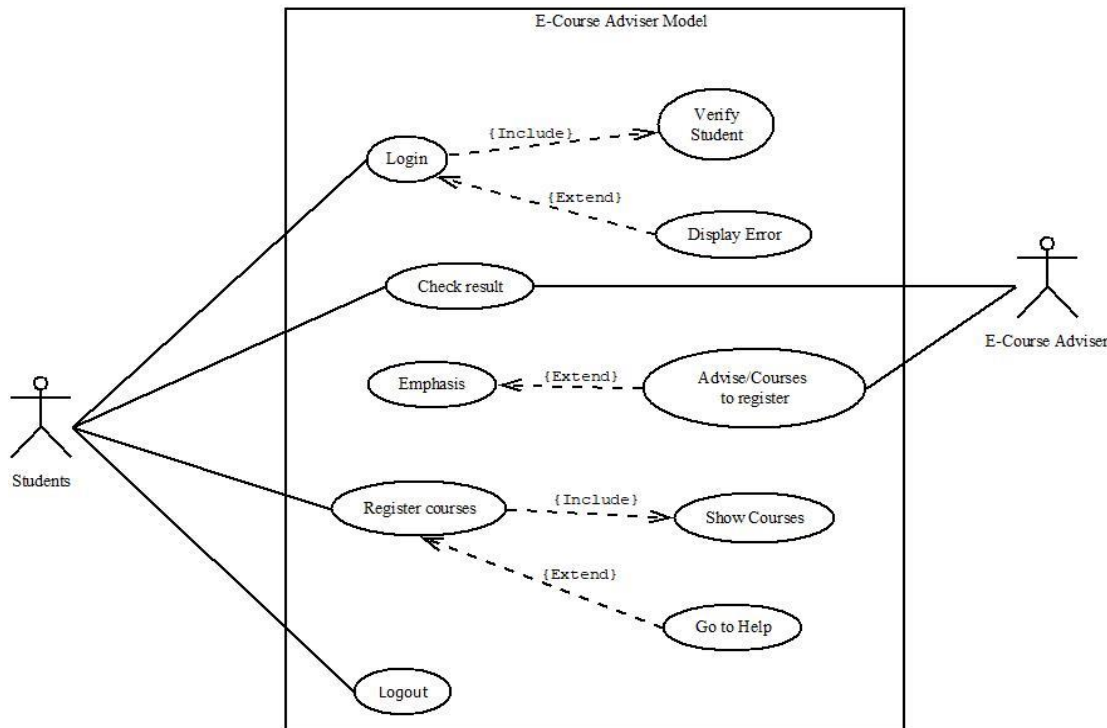 E-Course Adviser Model
Verify
Student
{Include}
Login
{Extend}
Display Error
Check result
E-Course Adviser
Emphasis
{Extend}
Advise/Courses
to register
Students
Register courses
{Include}
Show Courses
{Extend}
Go to Help
Logout